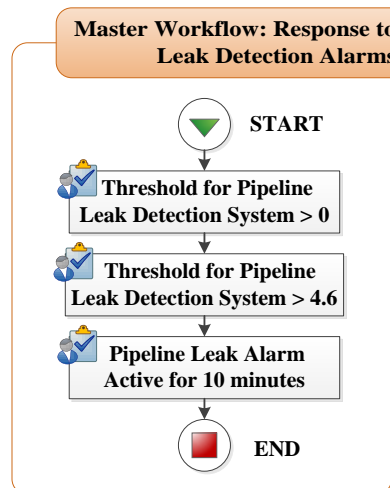 Master Workflow: Response to
Leak Detection Alarms
START
Threshold for Pipeline
Leak Detection System > 0
Threshold for Pipeline
Leak Detection System > 4.6
Pipeline Leak Alarm
Active for 10 minutes
END